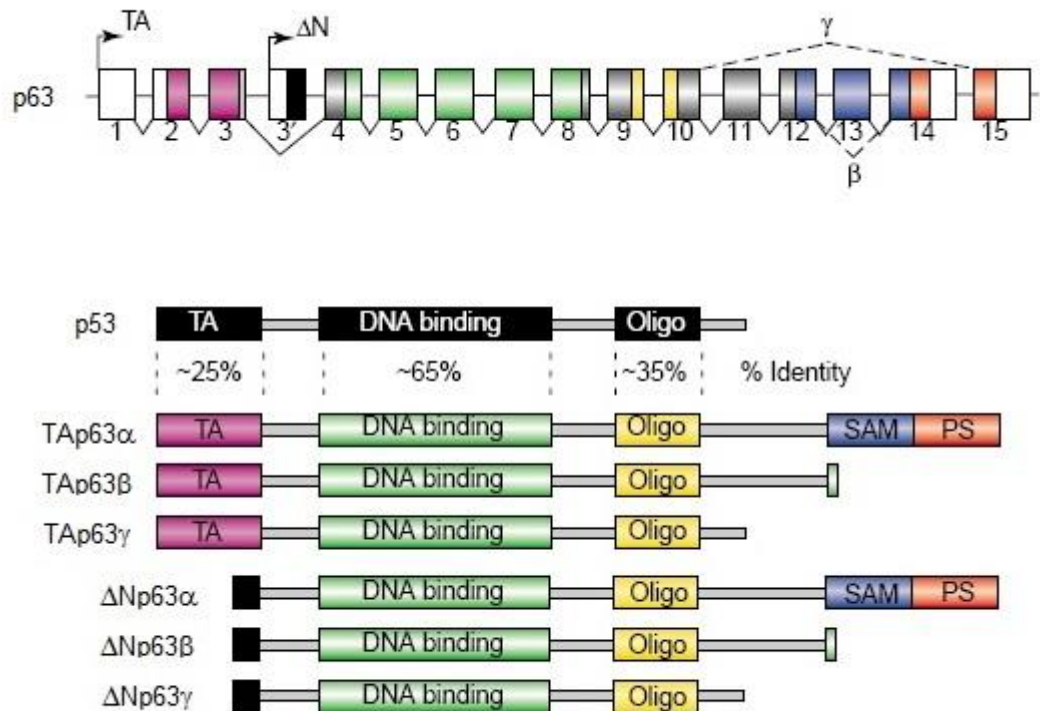 TA ΔN γ
p63
1 2 3 3′ 4 5 6 7 8 9 10 11 12 13 14 15
β
p53 TA DNA binding Oligo
~25% ~65% ~35% % Identity
TAp63α TA DNA binding Oligo SAM PS
TAp63β TA DNA binding Oligo
TAp63γ TA DNA binding Oligo
ΔNp63α DNA binding Oligo SAM PS
ΔNp63β DNA binding Oligo
ΔNp63γ DNA binding Oligo